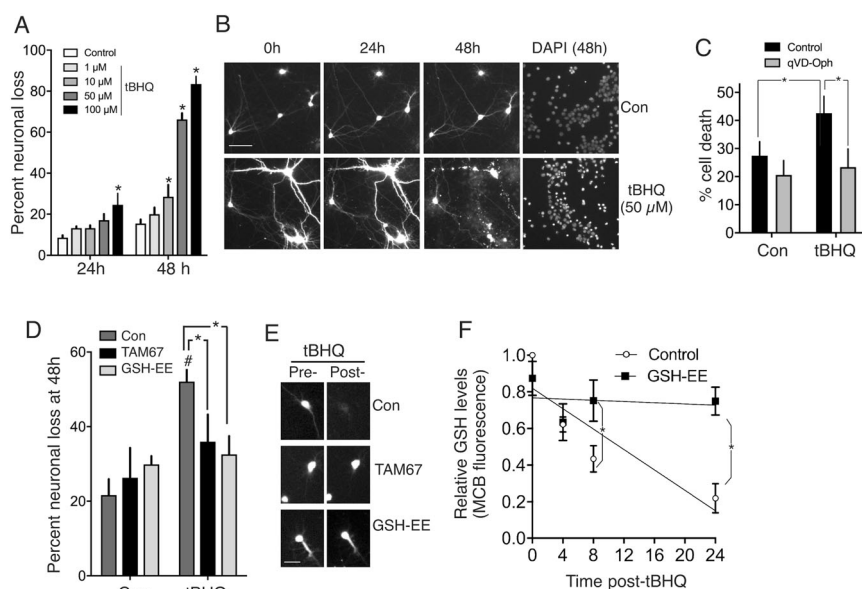 A
Percent neuronal loss
100
80
60
40
20
0
Control
1 µM
10 µM
50 µM
100 µM
tBHQ
*
*
*
*
24h
48 h
B
0h
24h
48h
DAPI (48h)
Con
tBHQ
(50 µM)
C
Control
qVD-Oph
% cell death
60
40
20
0
*
*
Con
tBHQ
D
Percent neuronal loss at 48h
60
40
20
0
Con
TAM67
GSH-EE
*
*
#
tBHQ
E
tBHQ
Pre-
Post-
Con
TAM67
GSH-EE
F
Relative GSH levels
(MCB fluorescence)
1.0
0.8
0.6
0.4
0.2
0.0
Control
GSH-EE
*
*
0
4
8
12
16
20
24
Time post-tBHQ